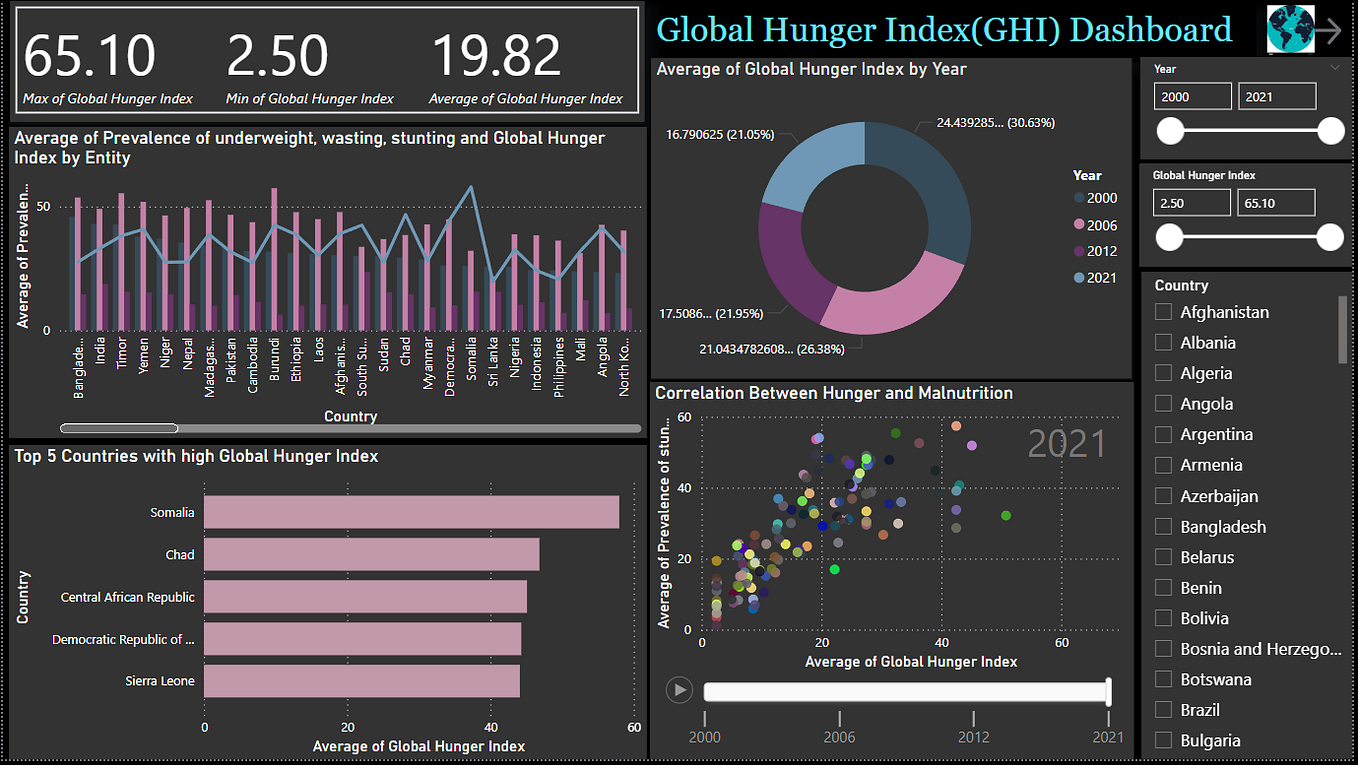 65.10
Max of Global Hunger Index
2.50
Min of Global Hunger Index
19.82
Average of Global Hunger Index
Global Hunger Index(GHI) Dashboard
Average of Prevalence of underweight, wasting, stunting and Global Hunger
Index by Entity
Average of Prevalen...
50
0
Banglade...
India
Timor
Yemen
Niger
Nepal
Madagas...
Pakistan
Cambodia
Burundi
Ethiopia
Laos
Afghanis...
South Su...
Sudan
Chad
Myanmar
Democra...
Somalia
Sri Lanka
Nigeria
Indonesia
Philippines
Mali
Angola
North Ko...
Country
Top 5 Countries with high Global Hunger Index
Country
Somalia
Chad
Central African Republic
Democratic Republic of ...
Sierra Leone
0
20
40
60
Average of Global Hunger Index
Average of Global Hunger Index by Year
24.439285... (30.63%)
16.790625 (21.05%)
17.5086... (21.95%)
21.0434782608... (26.38%)
Year
2000
2006
2012
2021
Correlation Between Hunger and Malnutrition
Average of Prevalence of stun...
60
40
20
0
2021
0
20
40
60
Average of Global Hunger Index
2000
2006
2012
2021
Year
2000
2021
Global Hunger Index
2.50
65.10
Country
Afghanistan
Albania
Algeria
Angola
Argentina
Armenia
Azerbaijan
Bangladesh
Belarus
Benin
Bolivia
Bosnia and Herzego...
Botswana
Brazil
Bulgaria